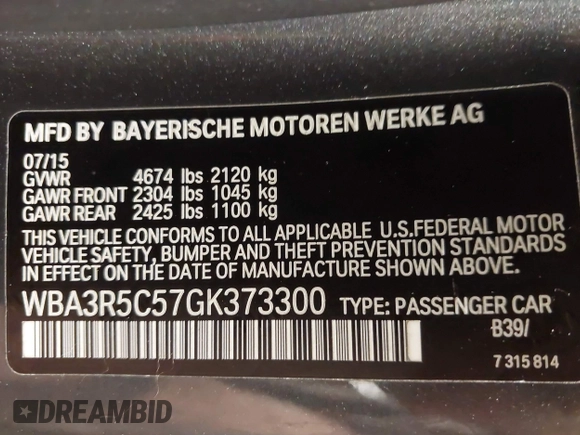 MFD BY BAYERISCHE MOTOREN WERKE AG
07/15
GVWR 4674 lbs 2120 kg
GAWR FRONT 2304 lbs 1045 kg
GAWR REAR 2425 lbs 1100 kg
THIS VEHICLE CONFORMS TO ALL APPLICABLE U.S.FEDERAL MOTOR
VEHICLE SAFETY, BUMPER AND THEFT PREVENTION STANDARDS
IN EFFECT ON THE DATE OF MANUFACTURE SHOWN ABOVE.
WBA3R5C57GK373300 TYPE: PASSENGER CAR
B39/
7 315 814
DREAMBID